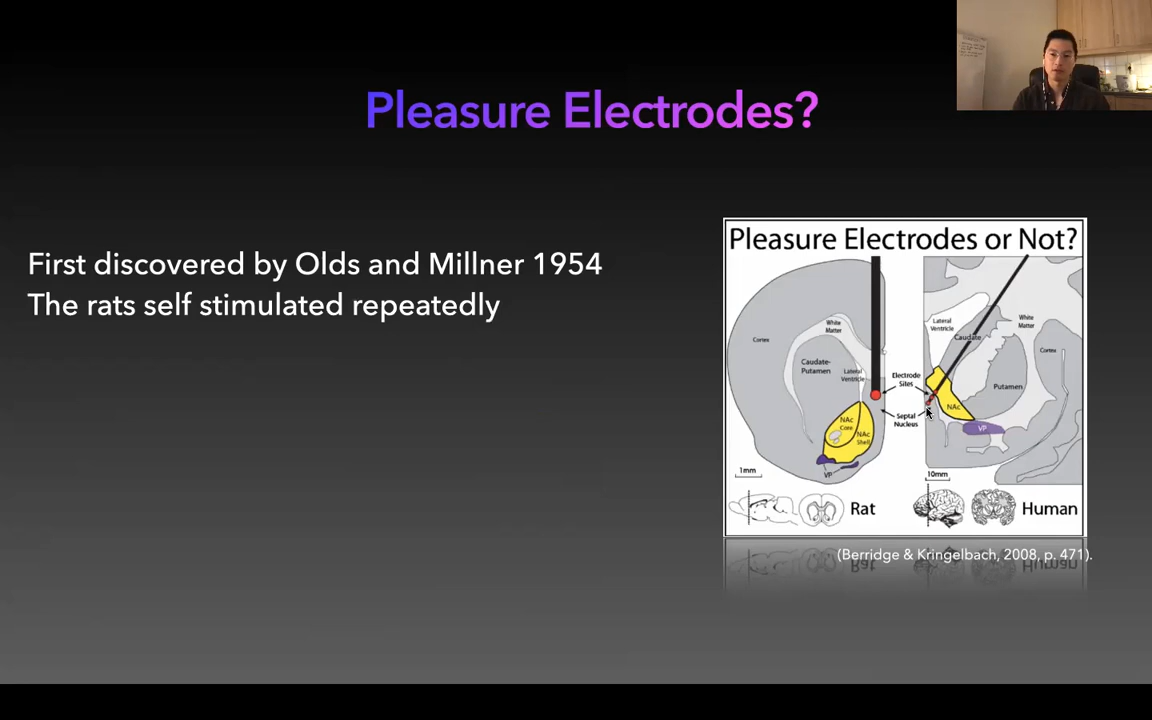 Pleasure Electrodes?
First discovered by Olds and Millner 1954
The rats self stimulated repeatedly
Pleasure Electrodes or Not?
Cortex
White
Matter
Caudate-
Putamen
Lateral
Ventricle
NAc
Core
NAc
Shell
VP
1mm
Rat
Electrode
Sites
Septal
Nucleus
Lateral
Ventricle
White
Matter
Caudate
Cortex
Putamen
NAc
VP
10mm
Human
(Berridge & Kringelbach, 2008, p. 471).